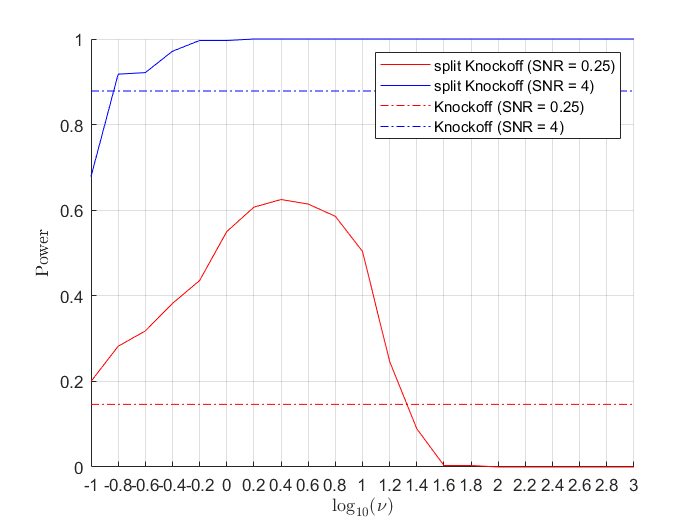 1
0.8
0.6
0.4
0.2
0
Power
split Knockoff (SNR = 0.25)
split Knockoff (SNR = 4)
Knockoff (SNR = 0.25)
Knockoff (SNR = 4)
-1 -0.8 -0.6 -0.4 -0.2 0 0.2 0.4 0.6 0.8 1 1.2 1.4 1.6 1.8 2 2.2 2.4 2.6 2.8 3
log₁₀(ν)